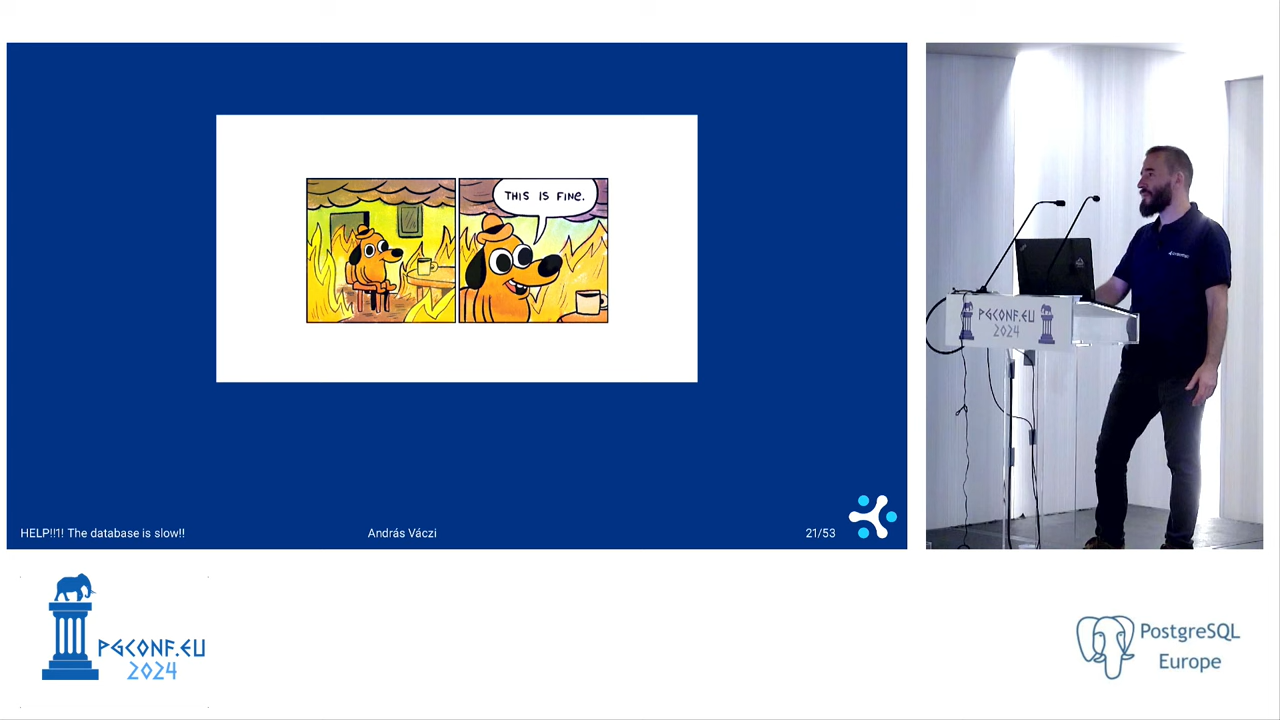 THIS IS FINE.
HELP!!1! The database is slow!!
András Váczi
21/53
PGCONF.EU
2024
PGCONF.EU
2024
PostgreSQL
Europe